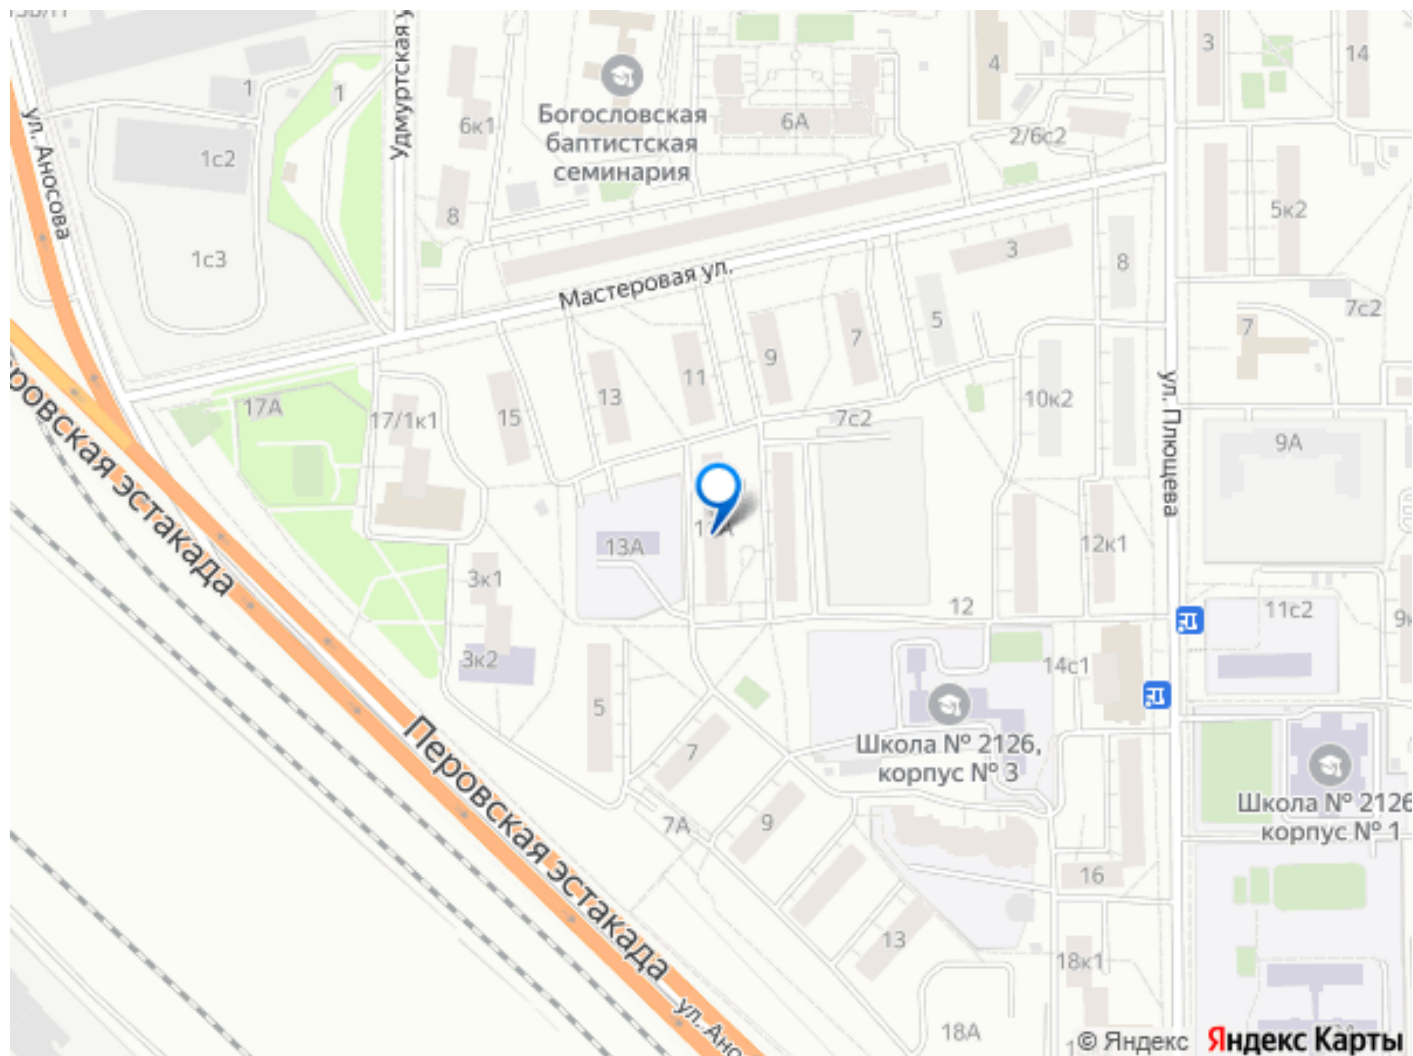 3
14
4
ул. Аносова
1
1
Удмуртская
6к1
Богословская
баптистская
семинария
6А
2/6с2
1с2
8
5к2
1с3
3
8
Мастеровая ул.
7с2
5
7
7
9
11
13
15
17А
17/1к1
10к2
7с2
ул. Плющева
9А
Перовская эстакада
13А
12к1
3к1
12
11с2
3к2
14с1
5
7
Школа № 2126,
корпус № 3
Школа № 2126
корпус № 1
Перовская эстакада
7А
9
16
13
18к1
18А
ул. Ано
© Яндекс Яндекс Карты